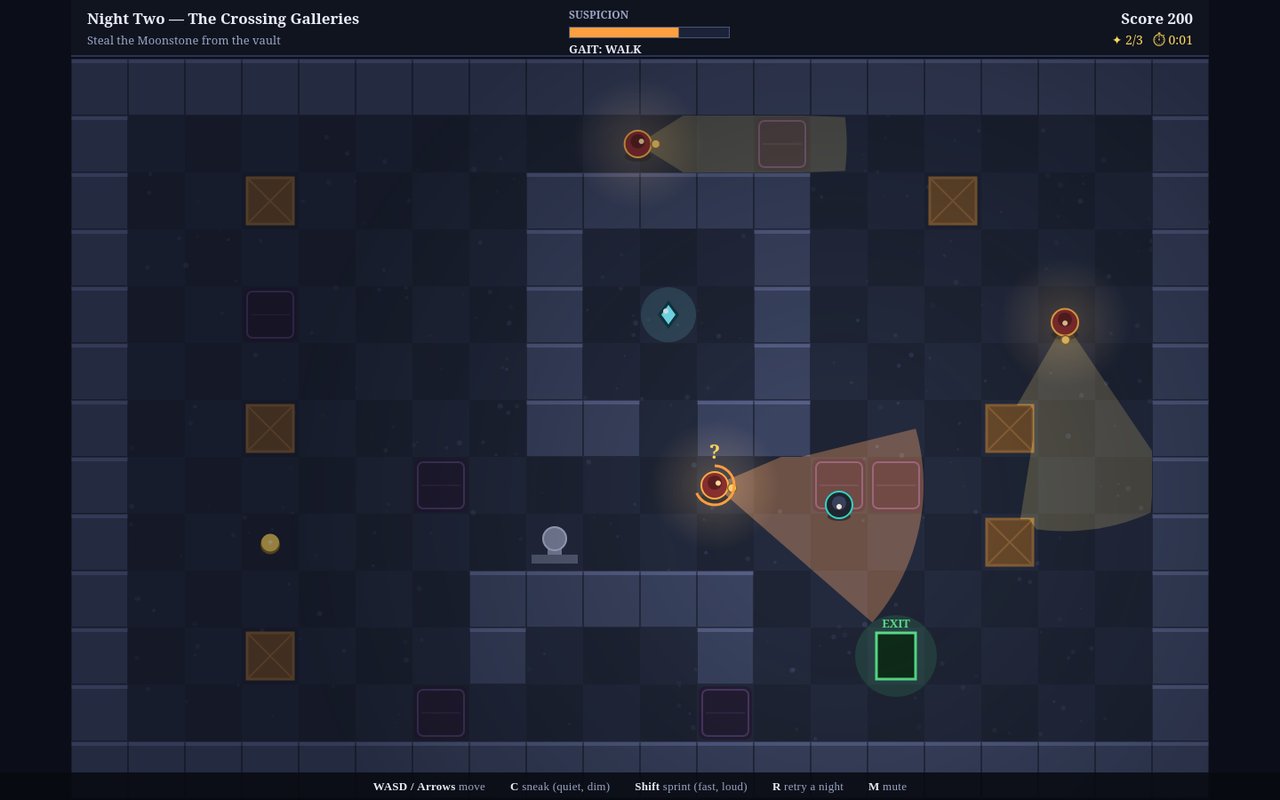 Night Two — The Crossing Galleries
Steal the Moonstone from the vault
SUSPICION
GAIT: WALK
Score 200
✦ 2/3 ⏱ 0:01
?
EXIT
WASD / Arrows move C sneak (quiet, dim) Shift sprint (fast, loud) R retry a night M mute